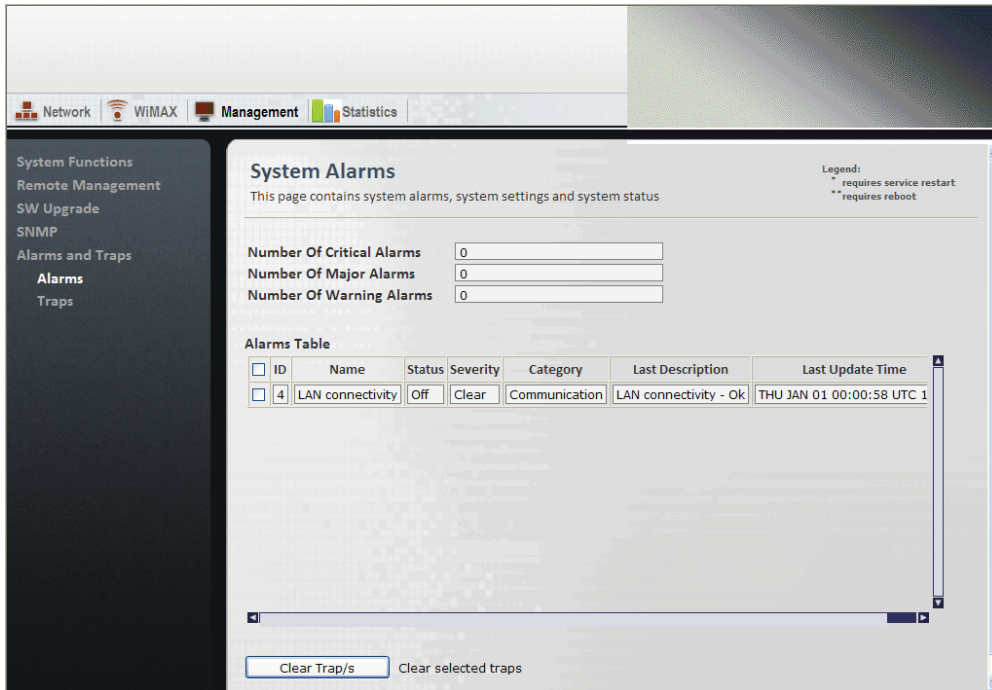 Network WiMAX Management Statistics
System Functions
Remote Management
SW Upgrade
SNMP
Alarms and Traps
Alarms
Traps
System Alarms
This page contains system alarms, system settings and system status
Legend:
* requires service restart
** requires reboot
Number Of Critical Alarms 0
Number Of Major Alarms 0
Number Of Warning Alarms 0
Alarms Table
ID Name Status Severity Category Last Description Last Update Time
4 LAN connectivity Off Clear Communication LAN connectivity - Ok THU JAN 01 00:00:58 UTC 1
Clear Trap/s Clear selected traps